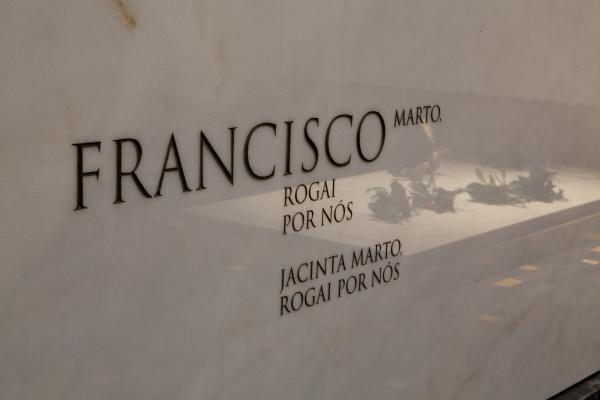 FRANCISCO MARTO,
ROGAI
POR NÓS
JACINTA MARTO,
ROGAI POR NÓS